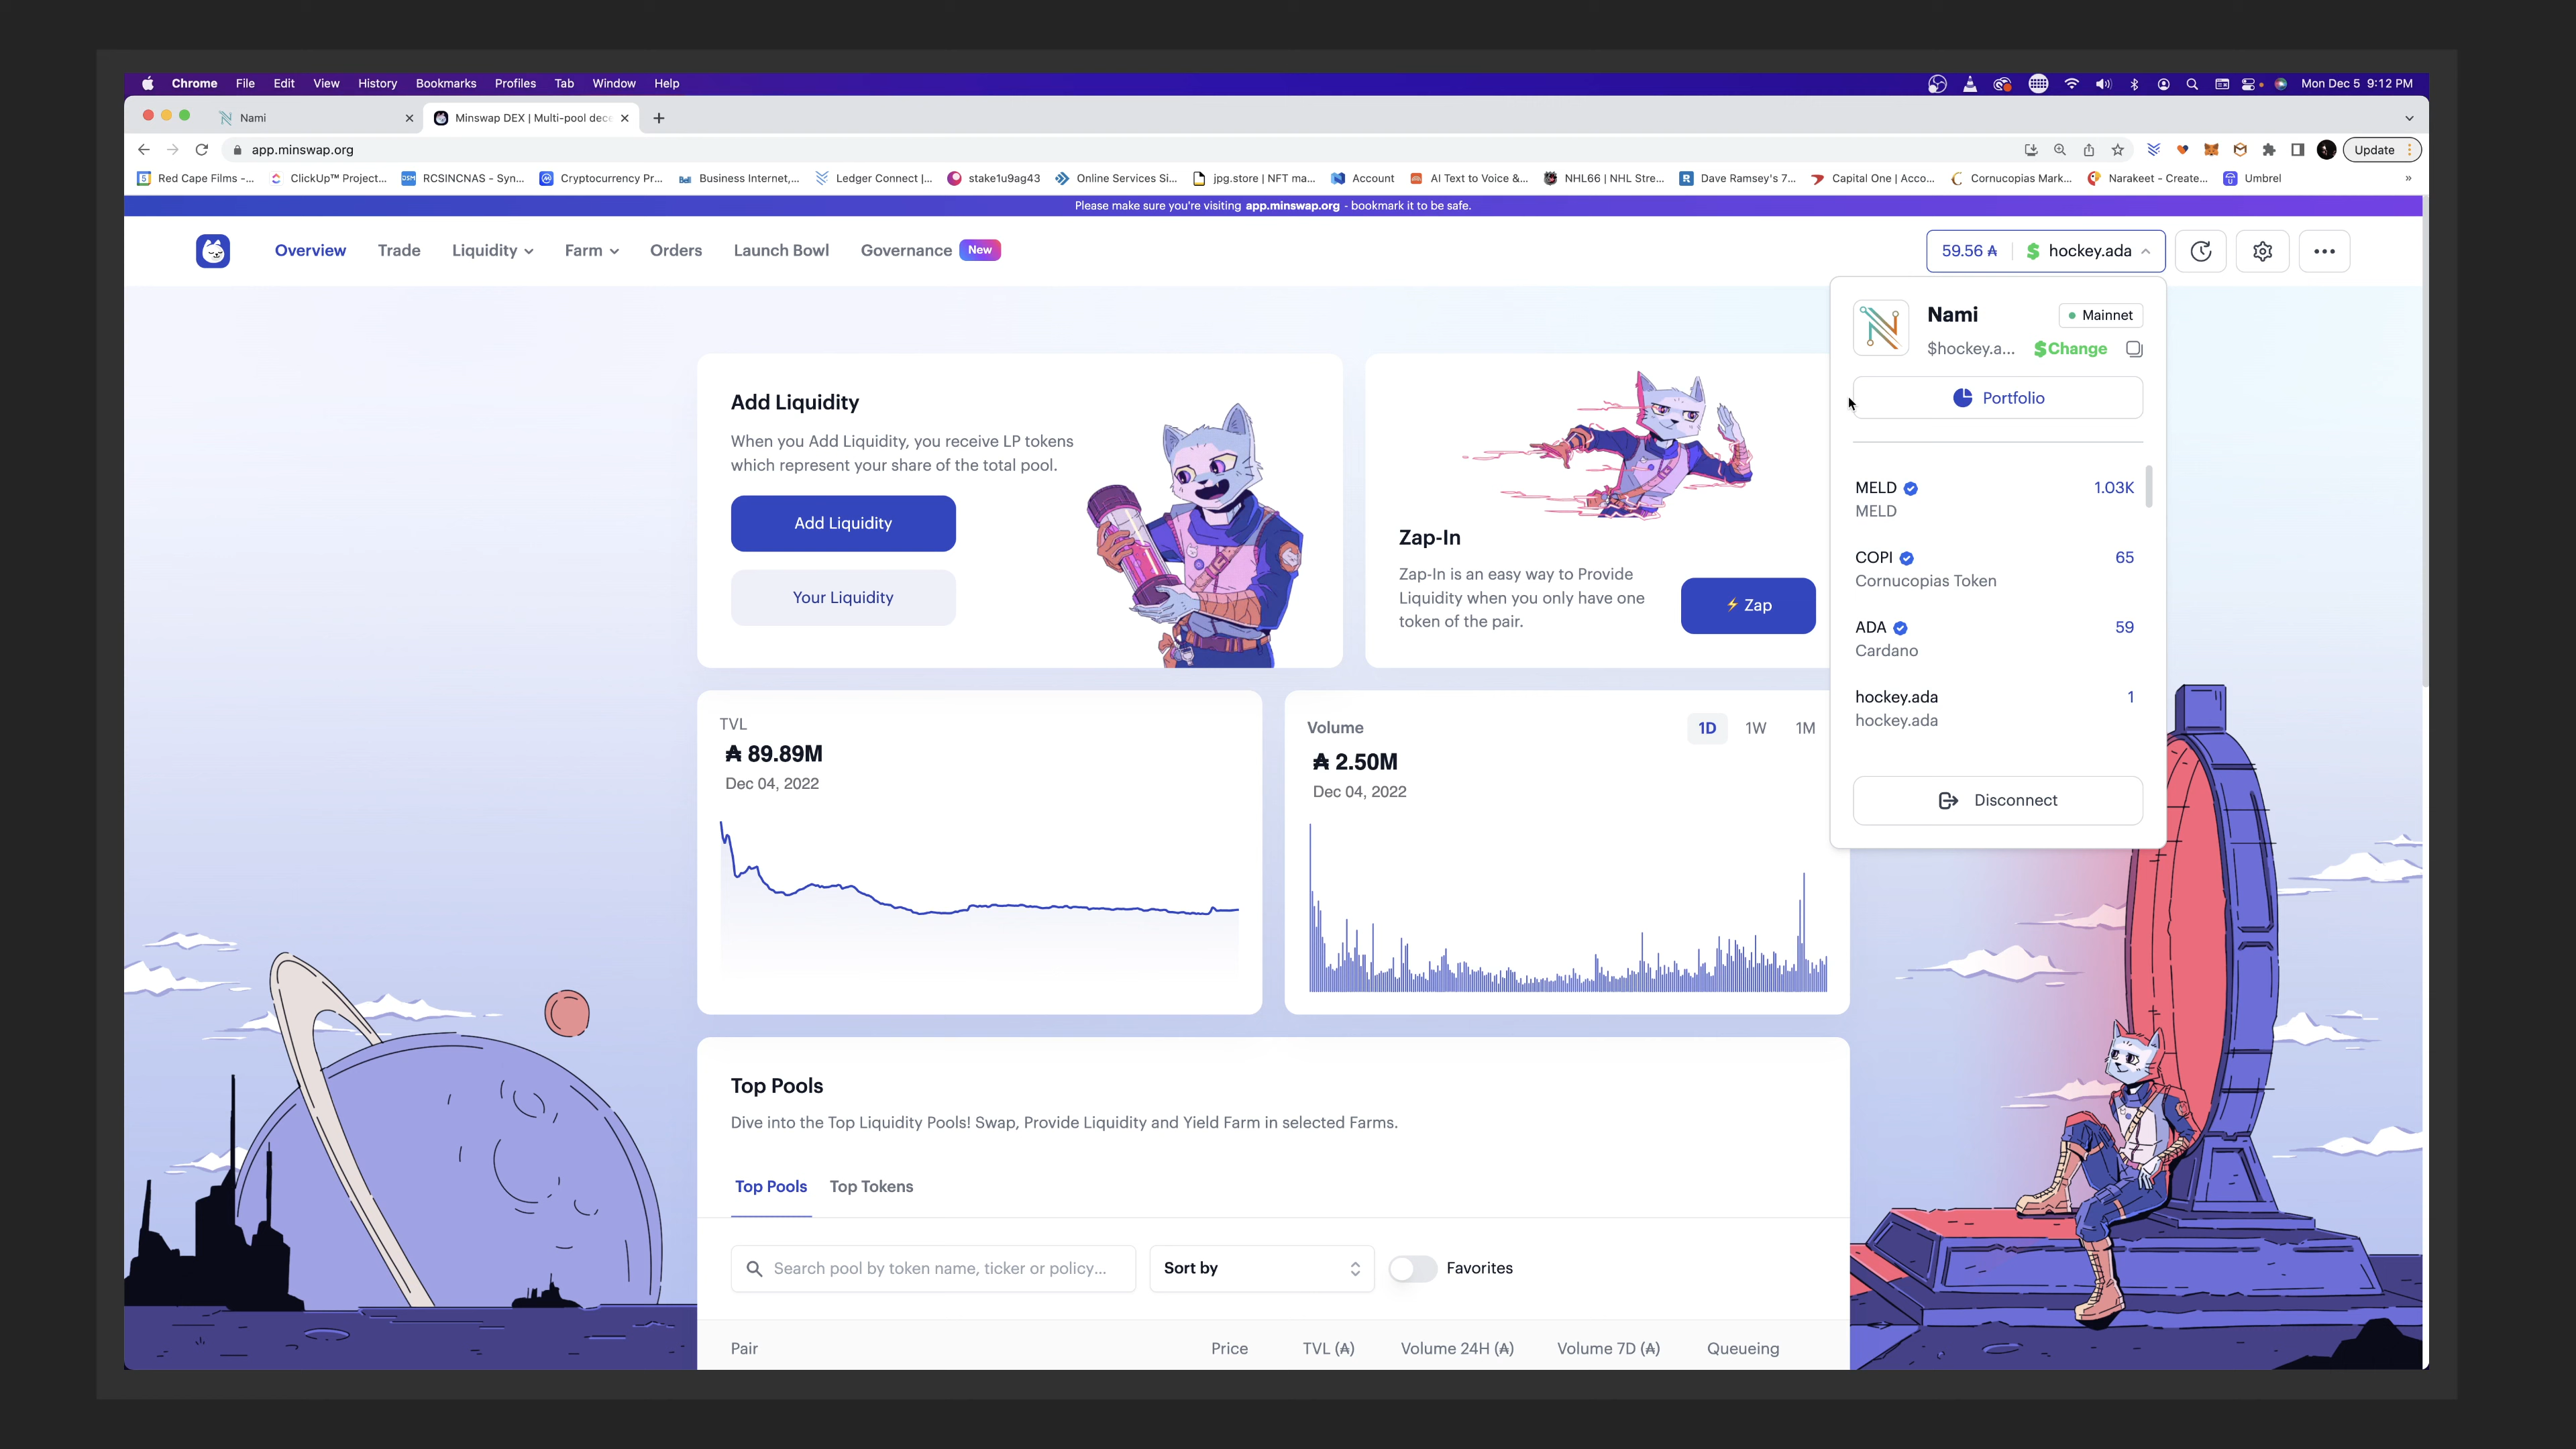 Chrome File Edit View History Bookmarks Profiles Tab Window Help Mon Dec 5 9:12 PM
Nami Minswap DEX | Multi-pool dece
app.minswap.org Update
Red Cape Films -... ClickUp™ Project... RCSINCNAS - Syn... Cryptocurrency Pr... Business Internet,... Ledger Connect |... stake1u9ag43 Online Services Si... jpg.store | NFT ma... Account AI Text to Voice &... NHL66 | NHL Stre... Dave Ramsey's 7... Capital One | Acco... Cornucopias Mark... Narakeet - Create... Umbrel »
Please make sure you're visiting app.minswap.org - bookmark it to be safe.
Overview Trade Liquidity Farm Orders Launch Bowl Governance New 59.56 ₳ $ hockey.ada
Nami Mainnet
$hockey.a... $Change
Portfolio
Add Liquidity
When you Add Liquidity, you receive LP tokens
which represent your share of the total pool.
Add Liquidity
Your Liquidity
Zap-In
Zap-In is an easy way to Provide
Liquidity when you only have one
token of the pair.
⚡ Zap
MELD 1.03K
MELD
COPI 65
Cornucopias Token
ADA 59
Cardano
hockey.ada 1
hockey.ada
Disconnect
TVL
₳ 89.89M
Dec 04, 2022
Volume 1D 1W 1M
₳ 2.50M
Dec 04, 2022
Top Pools
Dive into the Top Liquidity Pools! Swap, Provide Liquidity and Yield Farm in selected Farms.
Top Pools Top Tokens
Search pool by token name, ticker or policy... Sort by Favorites
Pair Price TVL (₳) Volume 24H (₳) Volume 7D (₳) Queueing